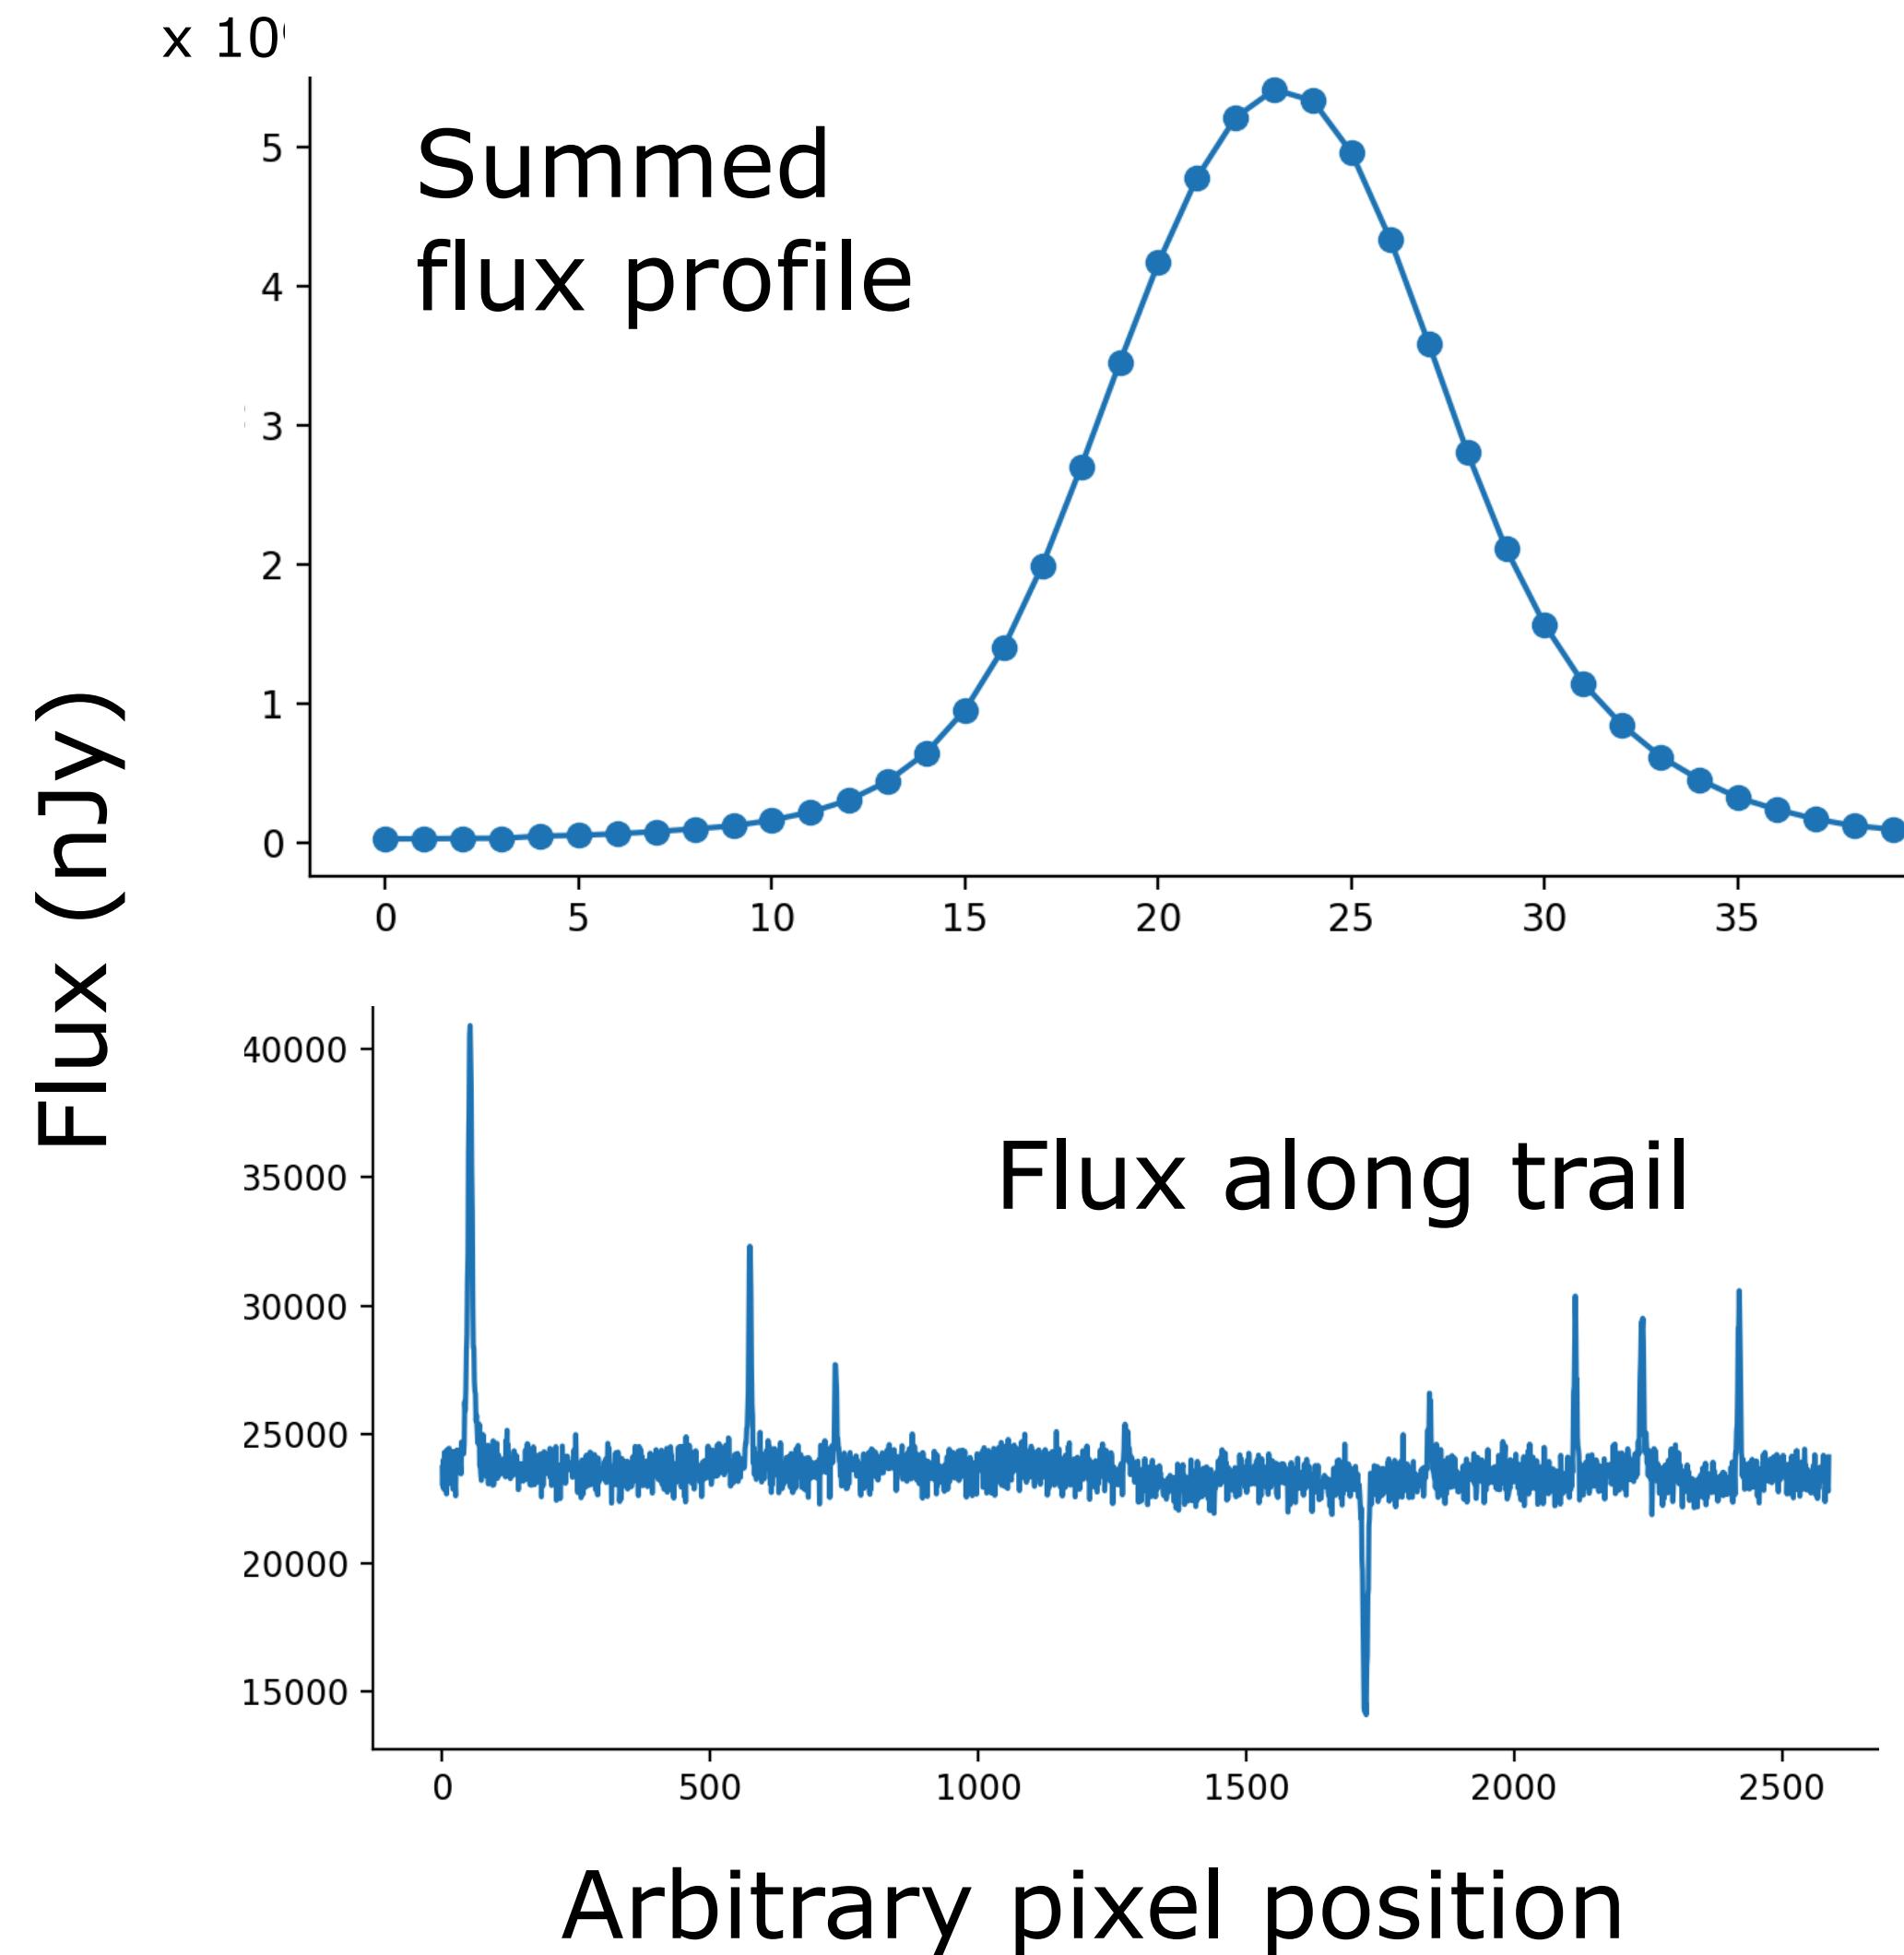 x 10
5
Summed
flux profile
4
3
2
1
0
0 5 10 15 20 25 30 35
Flux (nJy)
40000
35000
Flux along trail
30000
25000
20000
15000
0 500 1000 1500 2000 2500
Arbitrary pixel position